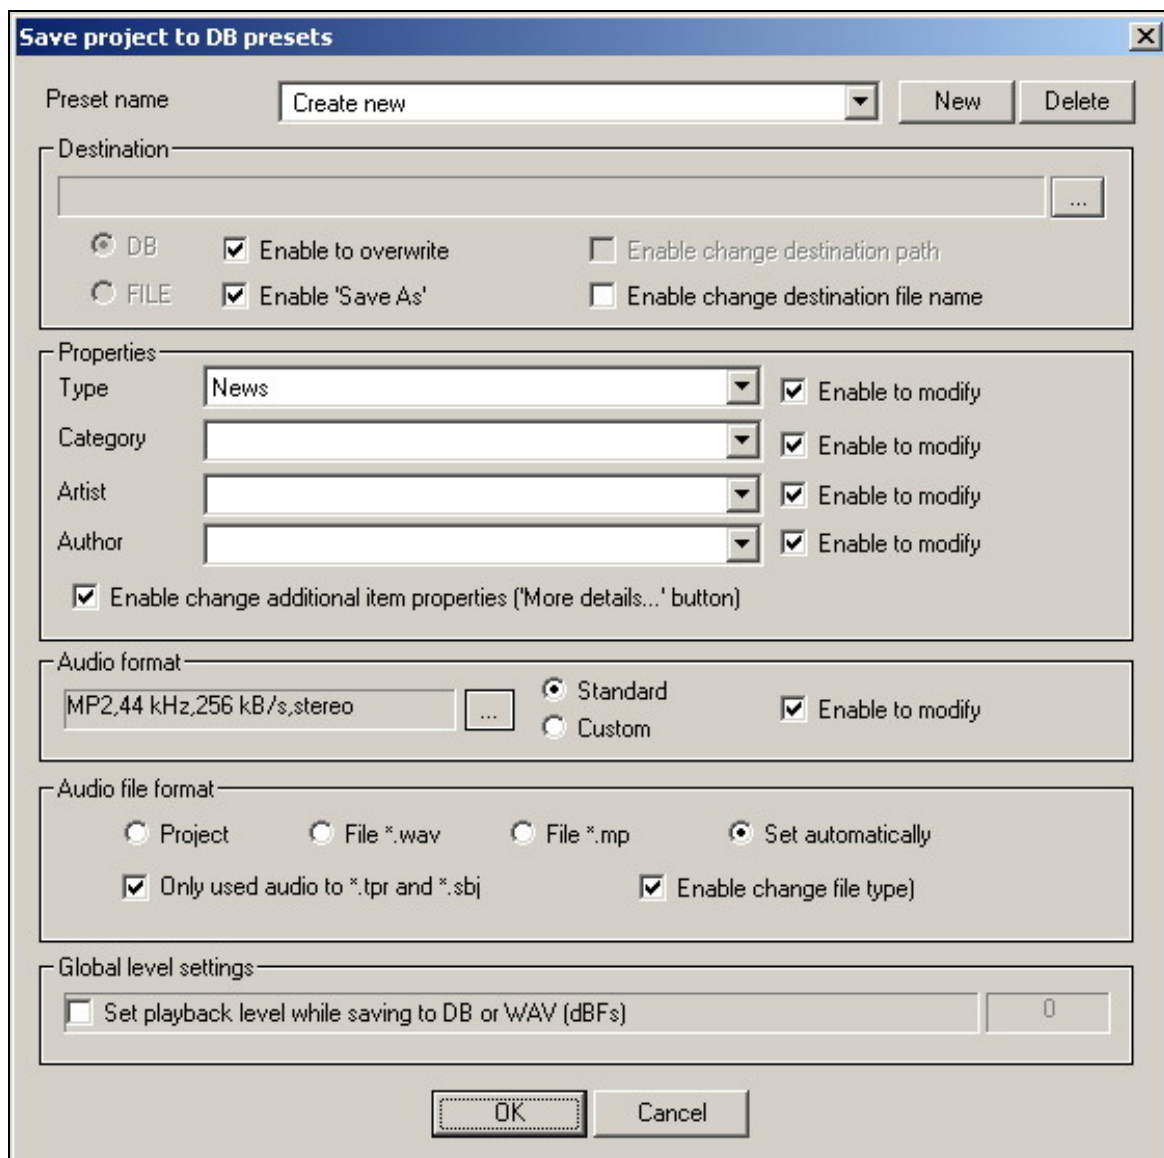 Save project to DB presets
Preset name Create new New Delete
Destination
...
DB Enable to overwrite Enable change destination path
FILE Enable 'Save As' Enable change destination file name
Properties
Type News Enable to modify
Category Enable to modify
Artist Enable to modify
Author Enable to modify
Enable change additional item properties ('More details...' button)
Audio format
MP2,44 kHz,256 kB/s,stereo ... Standard Enable to modify
Custom
Audio file format
Project File *.wav File *.mp Set automatically
Only used audio to *.tpr and *.sbj Enable change file type)
Global level settings
Set playback level while saving to DB or WAV (dBFs) 0
OK Cancel